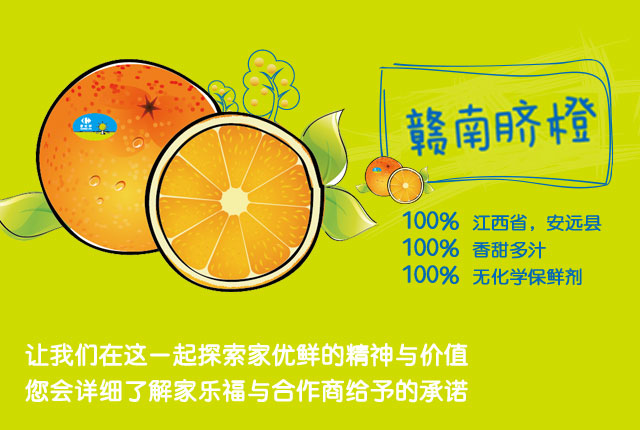 赣南脐橙
100% 江西省，安远县
100% 香甜多汁
100% 无化学保鲜剂
让我们在这一起探索家优鲜的精神与价值
您会详细了解家乐福与合作商给予的承诺